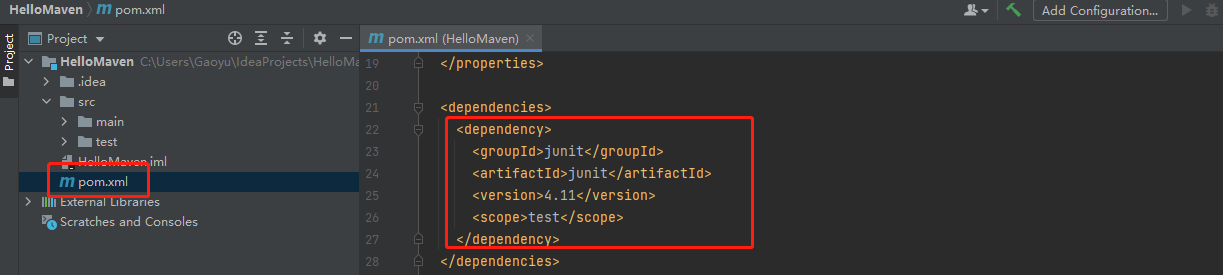 HelloMaven pom.xml
Add Configuration...
Project
Project
pom.xml (HelloMaven)
HelloMaven C:\Users\Gaoyu\IdeaProjects\HelloMa
.idea
src
main
test
HelloMaven.iml
pom.xml
External Libraries
Scratches and Consoles
19 </properties>
20
21 <dependencies>
22 <dependency>
23 <groupId>junit</groupId>
24 <artifactId>junit</artifactId>
25 <version>4.11</version>
26 <scope>test</scope>
27 </dependency>
28 </dependencies>